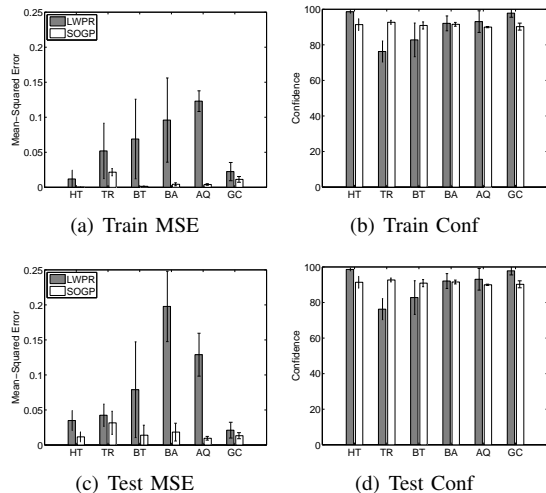 0.25
0.2
0.15
0.1
0.05
0
Mean−Squared Error
LWPR
SOGP
HT TR BT BA AQ GC
(a) Train MSE
100
80
60
40
20
0
Confidence
HT TR BT BA AQ GC
(b) Train Conf
0.25
0.2
0.15
0.1
0.05
0
Mean−Squared Error
LWPR
SOGP
HT TR BT BA AQ GC
(c) Test MSE
100
80
60
40
20
0
Confidence
HT TR BT BA AQ GC
(d) Test Conf